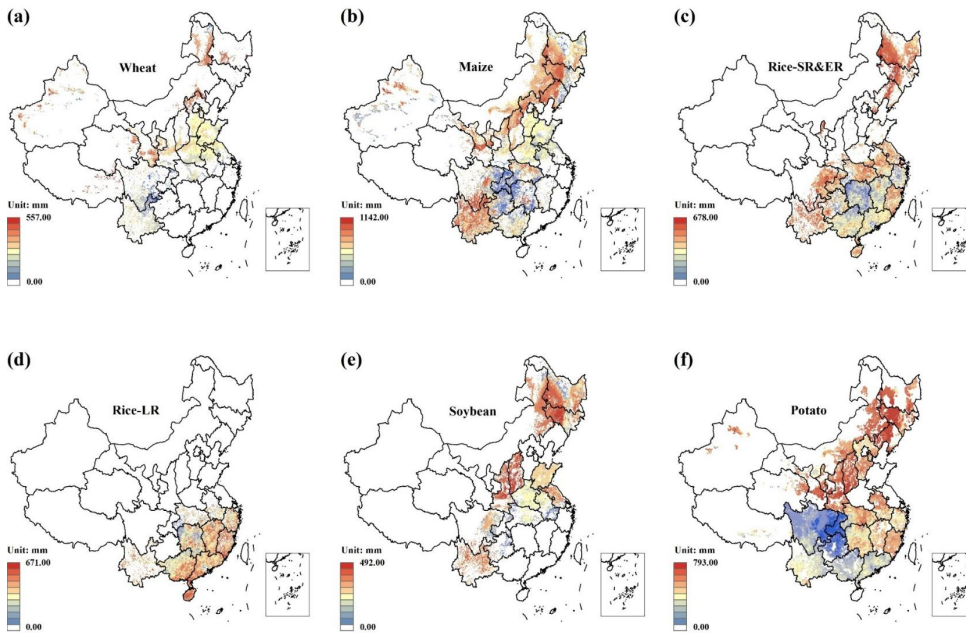 (a)
Wheat
Unit: mm
557.00
0.00
(b)
Maize
Unit: mm
1142.00
0.00
(c)
Rice-SR&ER
Unit: mm
678.00
0.00
(d)
Rice-LR
Unit: mm
671.00
0.00
(e)
Soybean
Unit: mm
492.00
0.00
(f)
Potato
Unit: mm
793.00
0.00